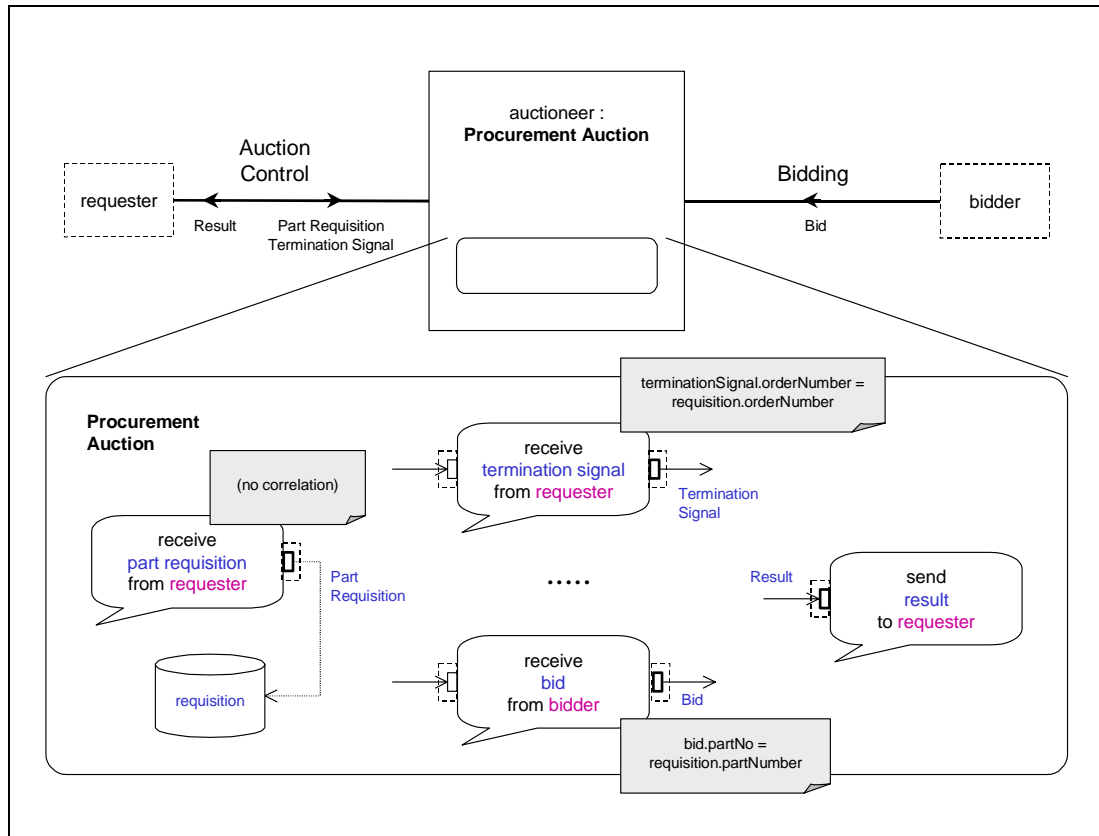 auctioneer :
Procurement Auction
Auction
Control
Bidding
requester
bidder
Result
Part Requisition
Termination Signal
Bid
terminationSignal.orderNumber =
requisition.orderNumber
Procurement
Auction
(no correlation)
receive
termination signal
from requester
Termination
Signal
receive
part requisition
from requester
Part
Requisition
.....
Result
send
result
to requester
requisition
receive
bid
from bidder
Bid
bid.partNo =
requisition.partNumber